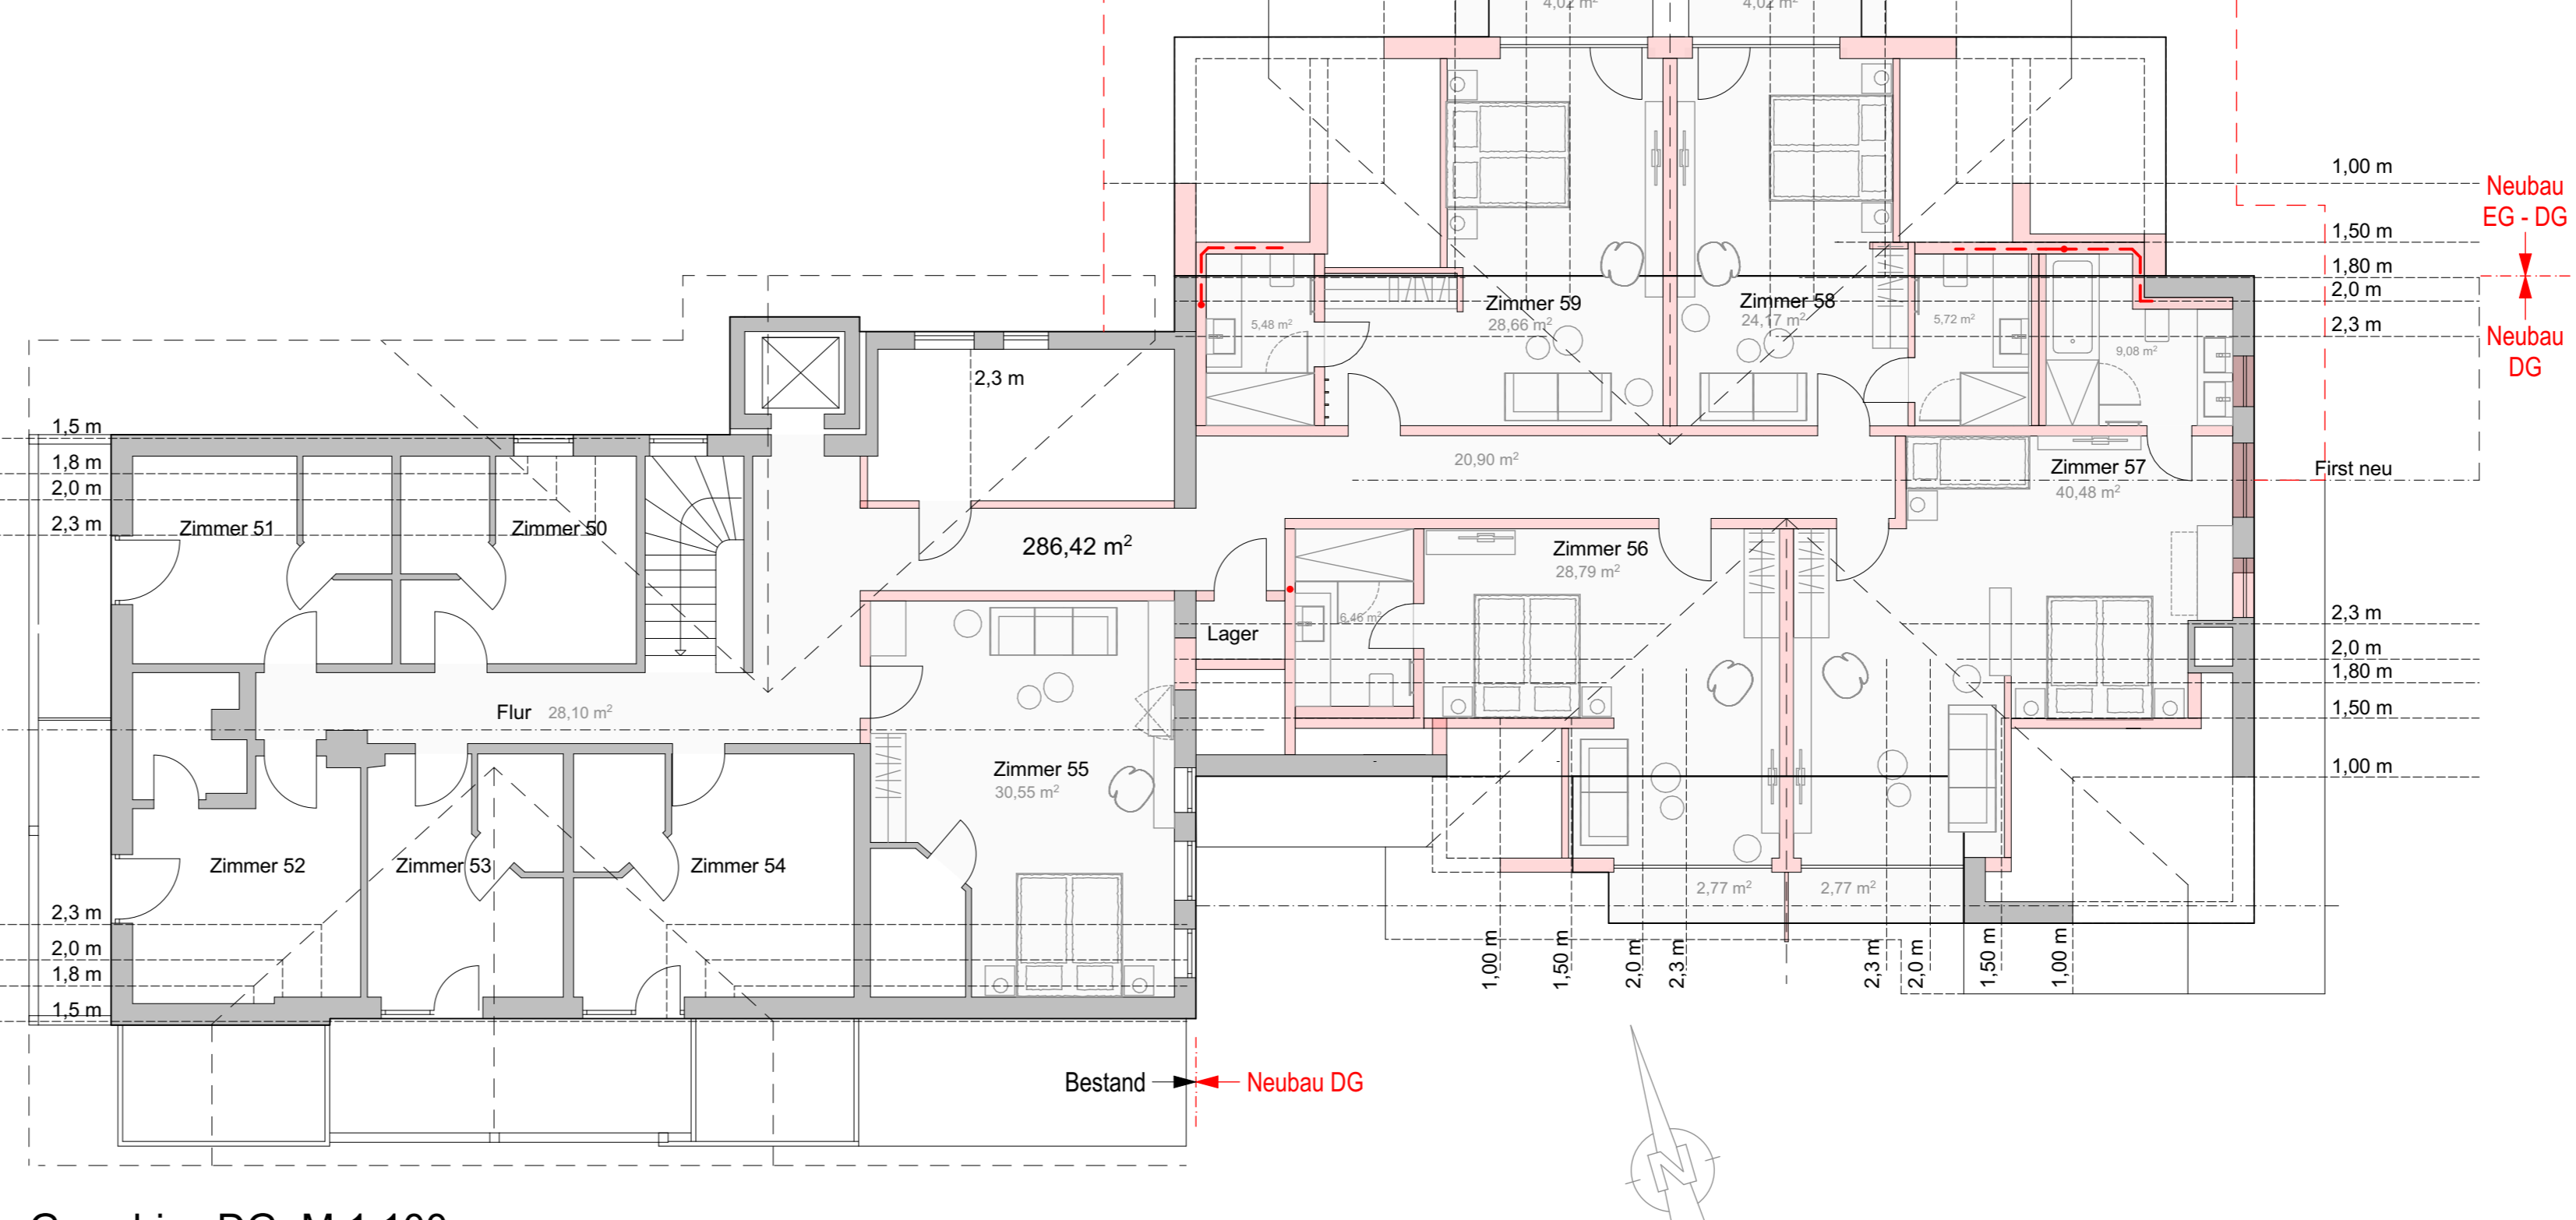 4,02 m²
4,02 m²
1,00 m
Neubau
EG - DG
1,50 m
1,80 m
2,0 m
2,3 m
Neubau
DG
Zimmer 59
28,66 m²
Zimmer 58
24,17 m²
5,48 m²
5,72 m²
9,08 m²
2,3 m
1,5 m
1,8 m
2,0 m
2,3 m
Zimmer 51
Zimmer 50
20,90 m²
Zimmer 57
40,48 m²
First neu
286,42 m²
Zimmer 56
28,79 m²
6,46 m²
Lager
2,3 m
2,0 m
1,80 m
1,50 m
1,00 m
Flur 28,10 m²
Zimmer 55
30,55 m²
Zimmer 52
Zimmer 53
Zimmer 54
2,77 m²
2,77 m²
2,3 m
2,0 m
1,8 m
1,5 m
1,00 m
1,50 m
2,0 m
2,3 m
2,3 m
2,0 m
1,50 m
1,00 m
Bestand
Neubau DG
N